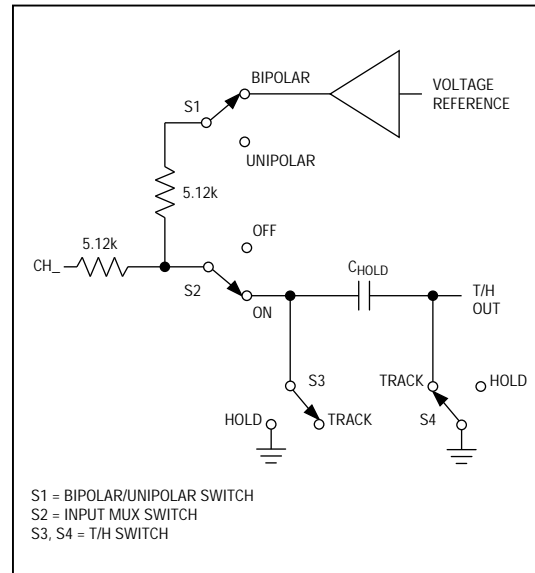 BIPOLAR
VOLTAGE
REFERENCE
S1
UNIPOLAR
5.12k
OFF
5.12k
CH_
S2
ON
CHOLD
T/H
OUT
S3
TRACK
HOLD
HOLD
TRACK
S4
S1 = BIPOLAR/UNIPOLAR SWITCH
S2 = INPUT MUX SWITCH
S3, S4 = T/H SWITCH